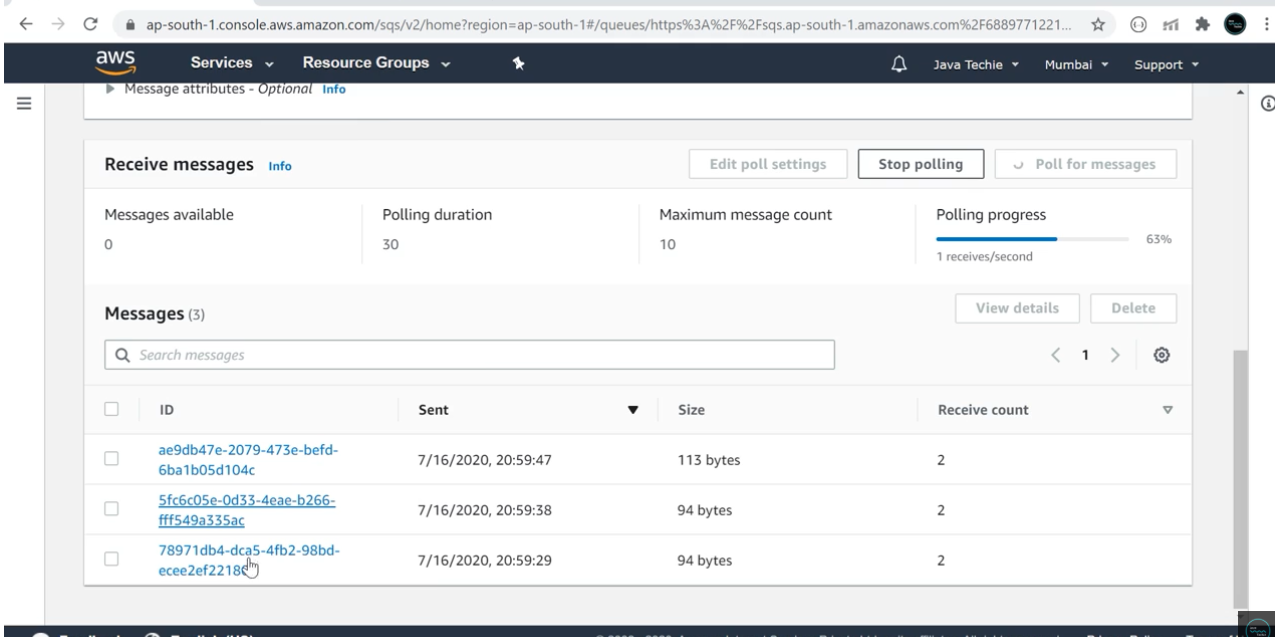 ap-south-1.console.aws.amazon.com/sqs/v2/home?region=ap-south-1#/queues/https%3A%2F%2Fsqs.ap-south-1.amazonaws.com%2F6889771221...
aws Services Resource Groups Java Techie Mumbai Support
Message attributes - Optional Info
Receive messages Info Edit poll settings Stop polling Poll for messages
Messages available Polling duration Maximum message count Polling progress
0 30 10 63%
1 receives/second
Messages (3) View details Delete
Search messages 1
ID Sent Size Receive count
ae9db47e-2079-473e-befd-
6ba1b05d104c 7/16/2020, 20:59:47 113 bytes 2
5fc6c05e-0d33-4eae-b266-
fff549a335ac 7/16/2020, 20:59:38 94 bytes 2
78971db4-dca5-4fb2-98bd-
7/16/2020, 20:59:29 94 bytes 2